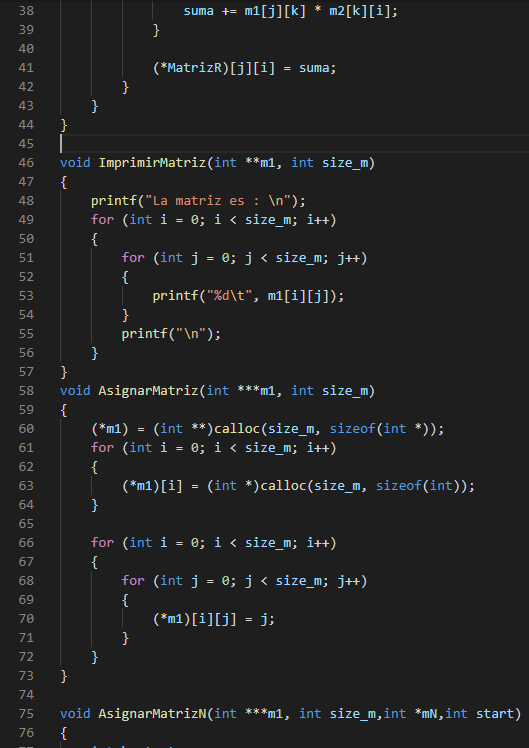 38 suma += m1[j][k] * m2[k][i];
39 }
40
41 (*MatrizR)[j][i] = suma;
42 }
43 }
44 }
45
46 void ImprimirMatriz(int **m1, int size_m)
47 {
48 printf("La matriz es : \n");
49 for (int i = 0; i < size_m; i++)
50 {
51 for (int j = 0; j < size_m; j++)
52 {
53 printf("%d\t", m1[i][j]);
54 }
55 printf("\n");
56 }
57 }
58 void AsignarMatriz(int ***m1, int size_m)
59 {
60 (*m1) = (int **)calloc(size_m, sizeof(int *));
61 for (int i = 0; i < size_m; i++)
62 {
63 (*m1)[i] = (int *)calloc(size_m, sizeof(int));
64 }
65
66 for (int i = 0; i < size_m; i++)
67 {
68 for (int j = 0; j < size_m; j++)
69 {
70 (*m1)[i][j] = j;
71 }
72 }
73 }
74
75 void AsignarMatrizN(int ***m1, int size_m,int *mN,int start)
76 {